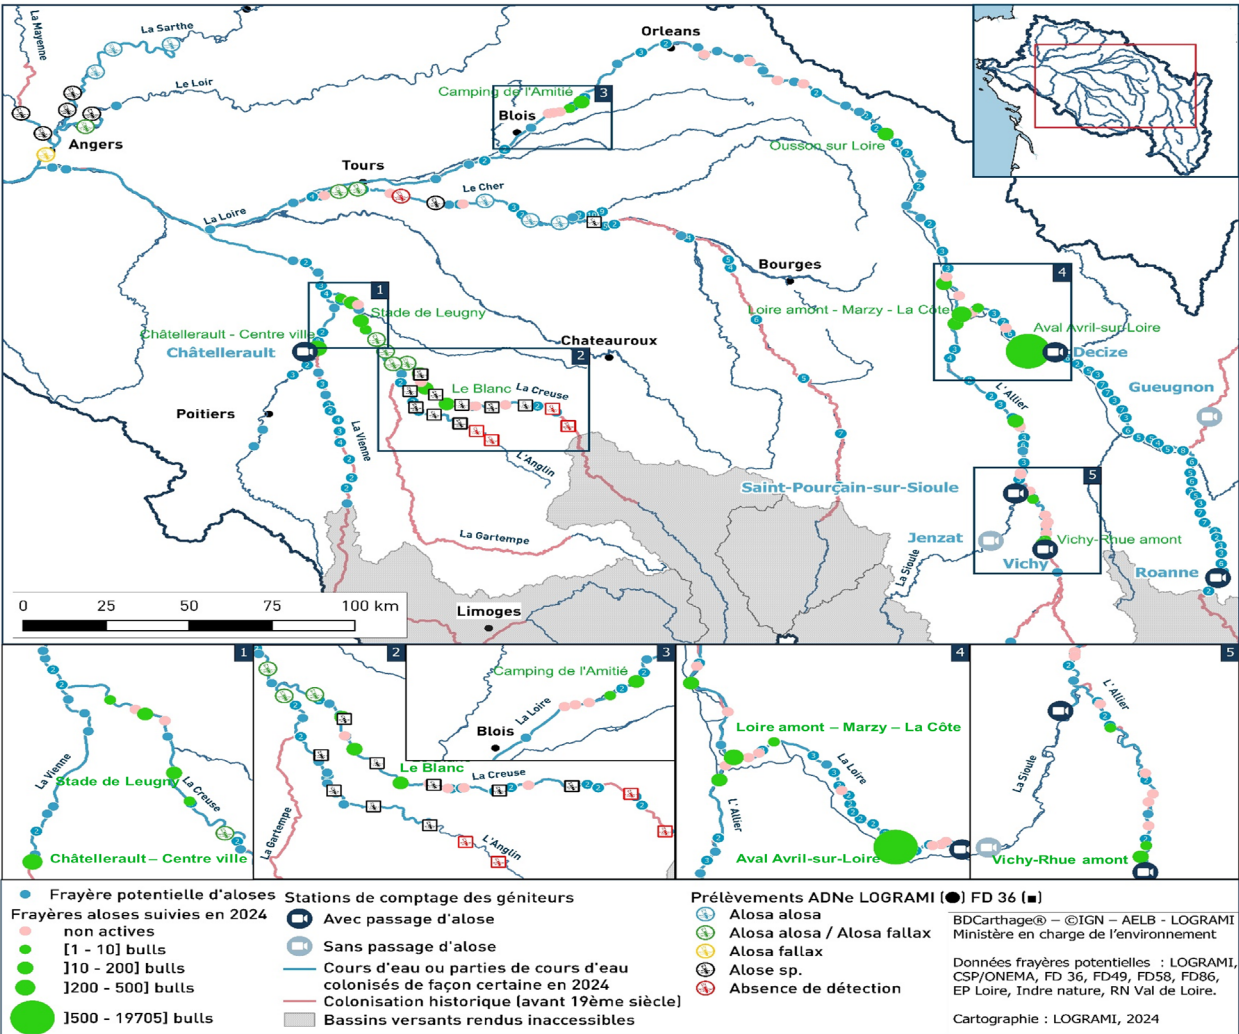 La Mayenne
La Sarthe
Le Loir
Angers
Orleans
Camping de l'Amitié
3
Blois
Ousson sur Loire
Tours
Le Cher
La Loire
Bourges
4
1
Stade de Leugny
Loire amont - Marzy - La Côte
Aval Avril-sur-Loire
Châtellerault - Centre ville
Châtellerault
Chateauroux
2
Decize
Le Blanc
La Creuse
L'Allier
Gueugnon
Poitiers
La Vienne
L'Anglin
Saint-Pourçain-sur-Sioule
5
La Gartempe
Jenzat
Vichy-Rhue amont
La Sioule
Vichy
Roanne
0 25 50 75 100 km
Limoges
1
La Vienne
Stade de Leugny
La Creuse
Châtellerault – Centre ville
2
Le Blanc
La Creuse
La Gartempe
L'Anglin
3
Camping de l'Amitié
La Loire
Blois
4
Loire amont – Marzy – La Côte
La Loire
L'Allier
Aval Avril-sur-Loire
5
L'Allier
La Sioule
Vichy-Rhue amont
Frayère potentielle d'aloses
Frayères aloses suivies en 2024
non actives
[1 - 10] bulls
]10 - 200] bulls
]200 - 500] bulls
]500 - 19705] bulls
Stations de comptage des géniteurs
Avec passage d'alose
Sans passage d'alose
Cours d'eau ou parties de cours d'eau
colonisés de façon certaine en 2024
Colonisation historique (avant 19ème siècle)
Bassins versants rendus inaccessibles
Prélèvements ADNe LOGRAMI (●) FD 36 (■)
Alosa alosa
Alosa alosa / Alosa fallax
Alosa fallax
Alose sp.
Absence de détection
BDCarthage® – ©IGN – AELB - LOGRAMI
Ministère en charge de l'environnement
Données frayères potentielles : LOGRAMI,
CSP/ONEMA, FD 36, FD49, FD58, FD86,
EP Loire, Indre nature, RN Val de Loire.
Cartographie : LOGRAMI, 2024